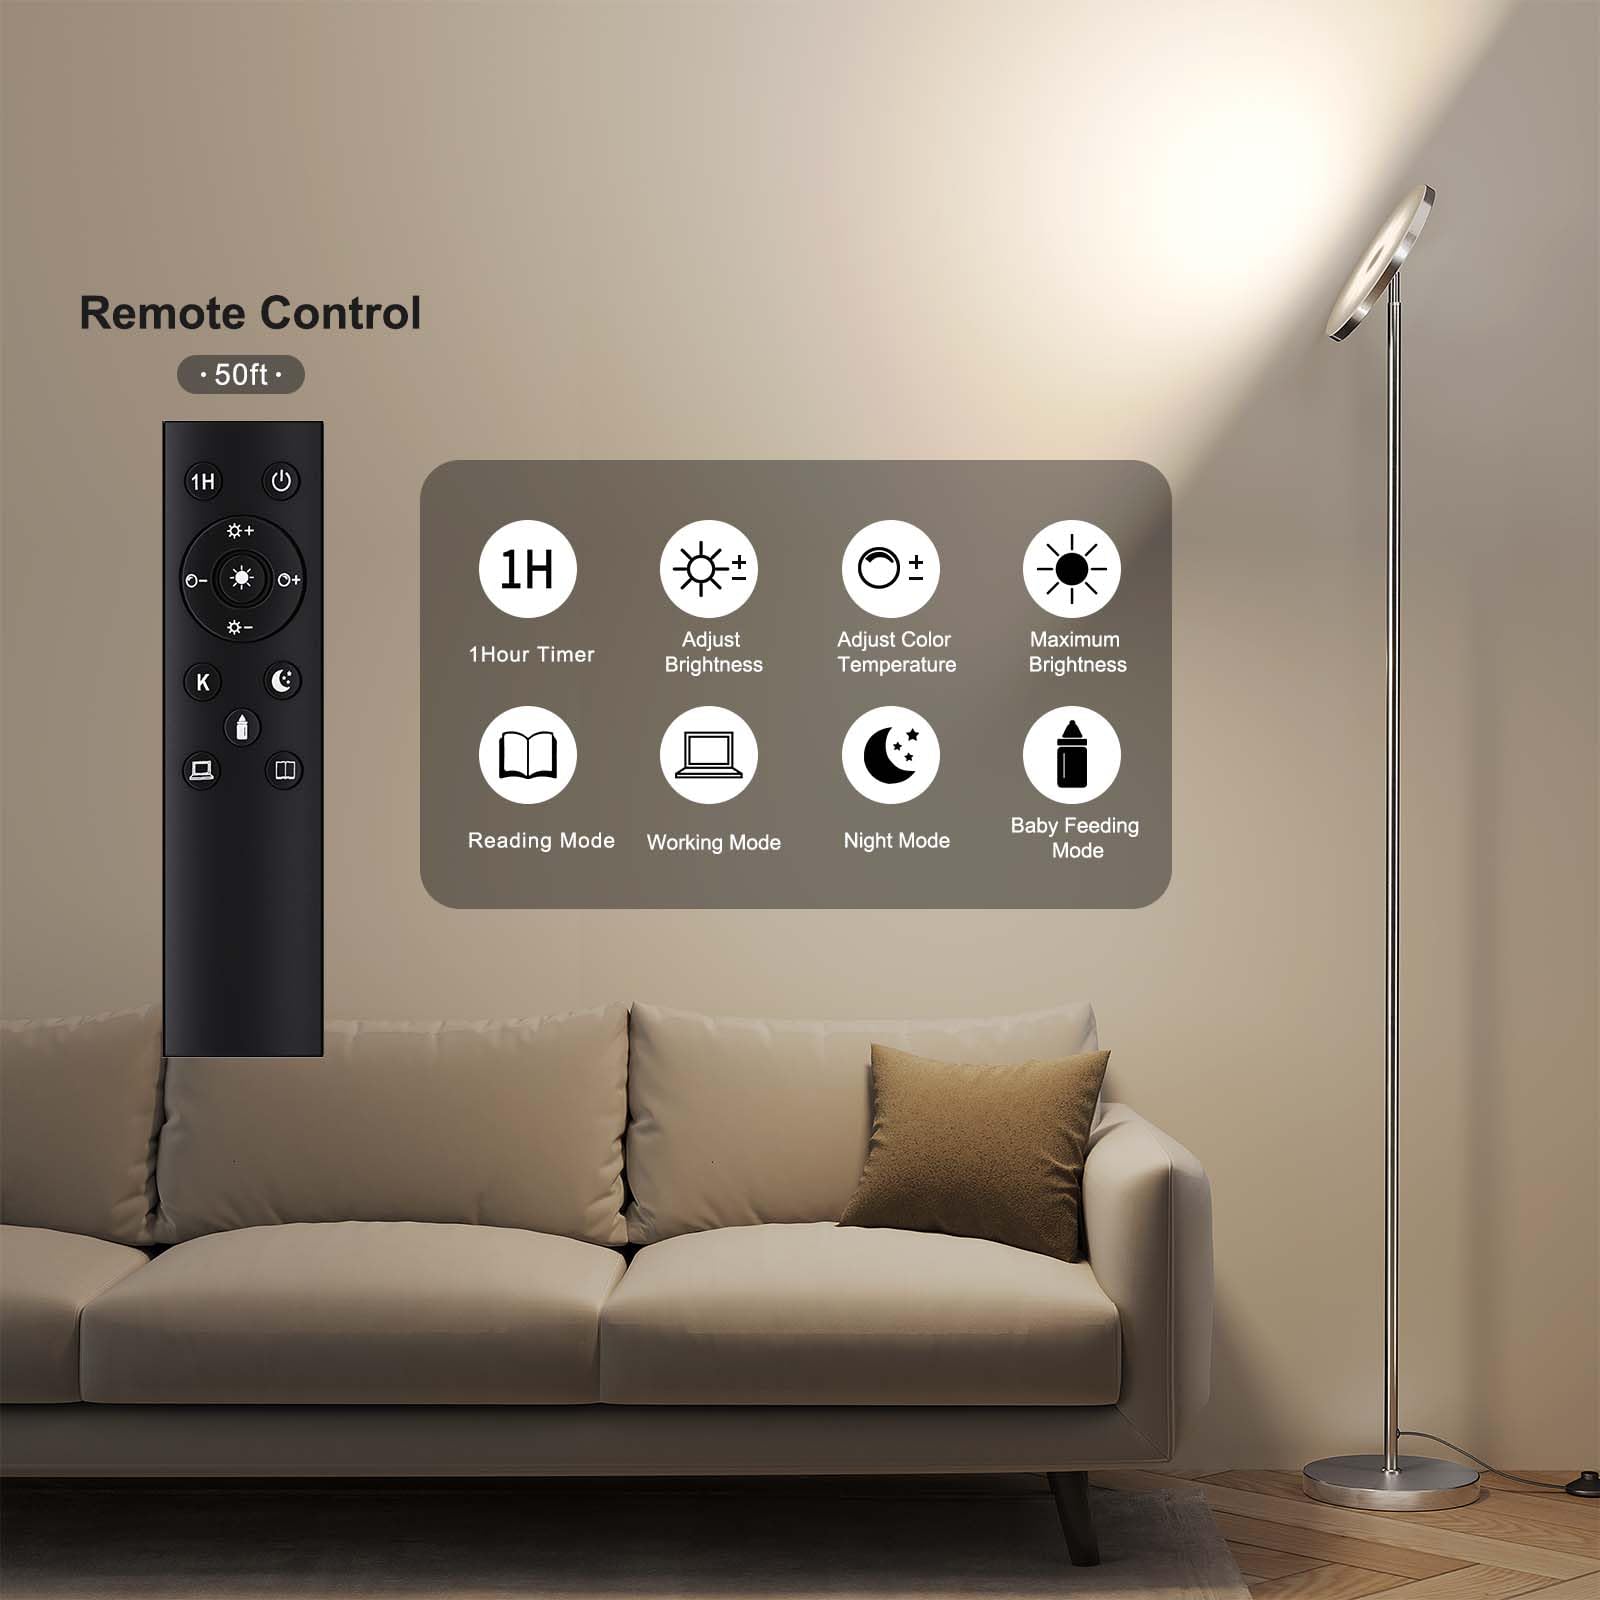 Remote Control
· 50ft ·
1H
+
- +
-
K
1H
±
±
1Hour Timer
Adjust
Brightness
Adjust Color
Temperature
Maximum
Brightness
Reading Mode
Working Mode
Night Mode
Baby Feeding
Mode